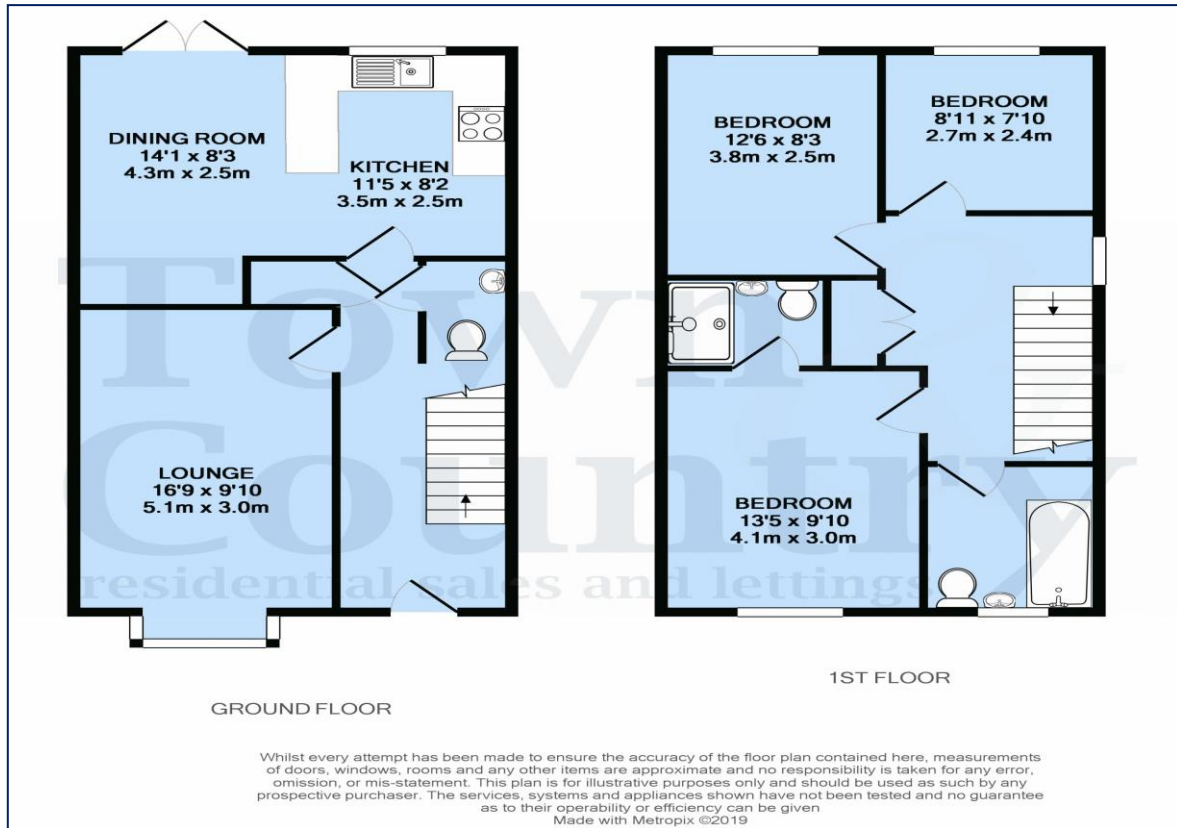 DINING ROOM
14'1 x 8'3
4.3m x 2.5m
KITCHEN
11'5 x 8'2
3.5m x 2.5m
LOUNGE
16'9 x 9'10
5.1m x 3.0m
GROUND FLOOR
BEDROOM
12'6 x 8'3
3.8m x 2.5m
BEDROOM
8'11 x 7'10
2.7m x 2.4m
BEDROOM
13'5 x 9'10
4.1m x 3.0m
1ST FLOOR
Town
Country
residential sales and lettings
Whilst every attempt has been made to ensure the accuracy of the floor plan contained here, measurements
of doors, windows, rooms and any other items are approximate and no responsibility is taken for any error,
omission, or mis-statement. This plan is for illustrative purposes only and should be used as such by any
prospective purchaser. The services, systems and appliances shown have not been tested and no guarantee
as to their operability or efficiency can be given
Made with Metropix ©2019